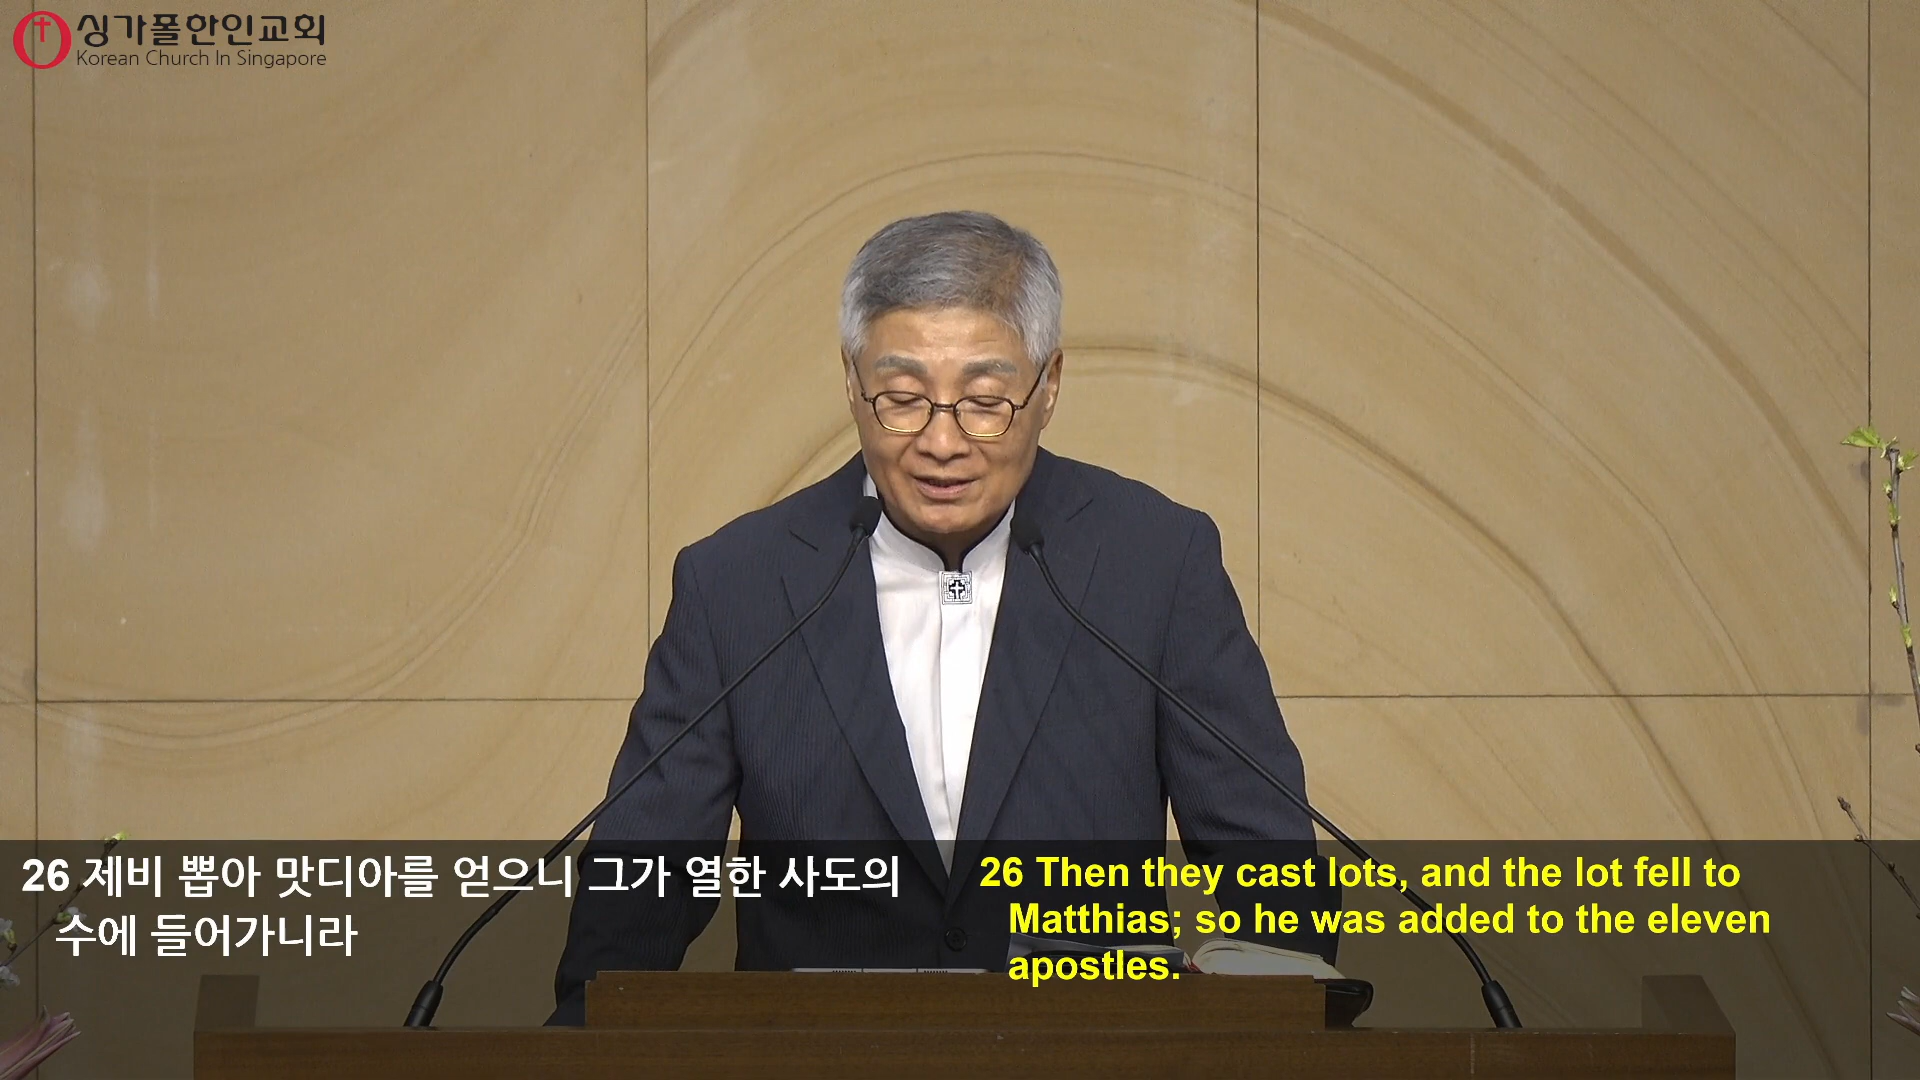 싱가폴한인교회
Korean Church In Singapore
26 제비 뽑아 맛디아를 얻으니 그가 열한 사도의
수에 들어가니라
26 Then they cast lots, and the lot fell to
Matthias; so he was added to the eleven
apostles.